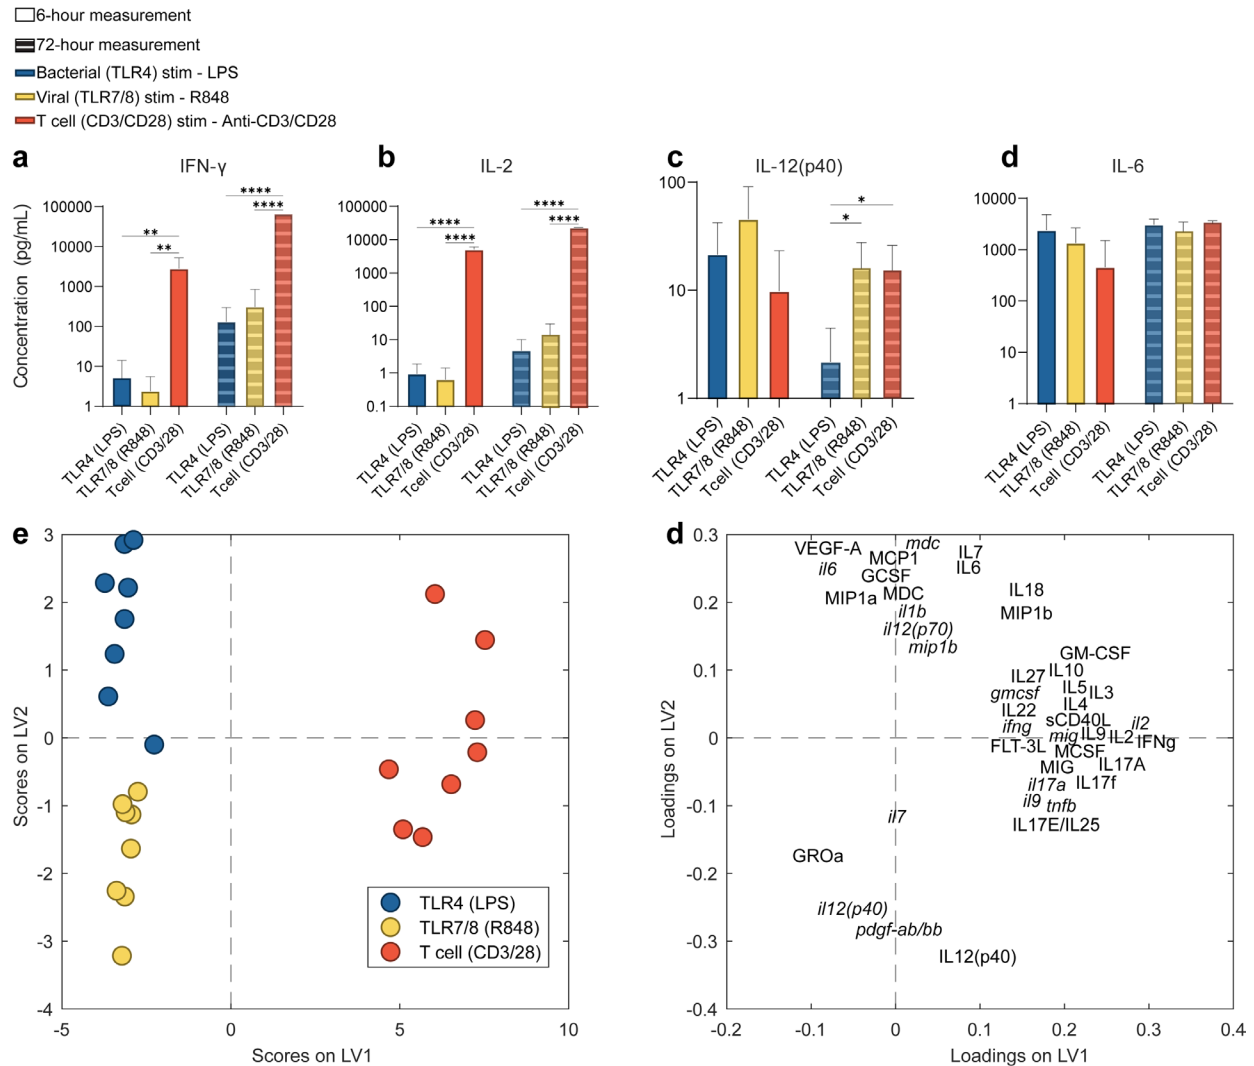 6-hour measurement
72-hour measurement
Bacterial (TLR4) stim - LPS
Viral (TLR7/8) stim - R848
T cell (CD3/CD28) stim - Anti-CD3/CD28
a
IFN-γ
Concentration (pg/mL)
100000
10000
1000
100
10
1
**
**
****
****
TLR4 (LPS)
TLR7/8 (R848)
Tcell (CD3/28)
TLR4 (LPS)
TLR7/8 (R848)
Tcell (CD3/28)
b
IL-2
100000
10000
1000
100
10
1
0.1
****
****
****
****
TLR4 (LPS)
TLR7/8 (R848)
Tcell (CD3/28)
TLR4 (LPS)
TLR7/8 (R848)
Tcell (CD3/28)
c
IL-12(p40)
100
10
1
*
*
TLR4 (LPS)
TLR7/8 (R848)
Tcell (CD3/28)
TLR4 (LPS)
TLR7/8 (R848)
Tcell (CD3/28)
d
IL-6
10000
1000
100
10
1
TLR4 (LPS)
TLR7/8 (R848)
Tcell (CD3/28)
TLR4 (LPS)
TLR7/8 (R848)
Tcell (CD3/28)
e
Scores on LV2
3
2
1
0
-1
-2
-3
-4
-5
0
5
10
Scores on LV1
TLR4 (LPS)
TLR7/8 (R848)
T cell (CD3/28)
d
Loadings on LV2
0.3
0.2
0.1
0
-0.1
-0.2
-0.3
-0.4
-0.2
-0.1
0
0.1
0.2
0.3
0.4
Loadings on LV1
VEGF-A
mdc
MCP1
IL7
il6
IL6
GCSF
MIP1a
MDC
IL18
il1b
MIP1b
il12(p70)
mip1b
GM-CSF
IL27
IL10
gmcsf
IL5
IL3
IL22
IL4
ifng
sCD40L
il2
mig
IL9
IL2
IFNg
FLT-3L
MCSF
MIG
IL17A
il17a
IL17f
il9
tnfb
il7
IL17E/IL25
GROa
il12(p40)
pdgf-ab/bb
IL12(p40)